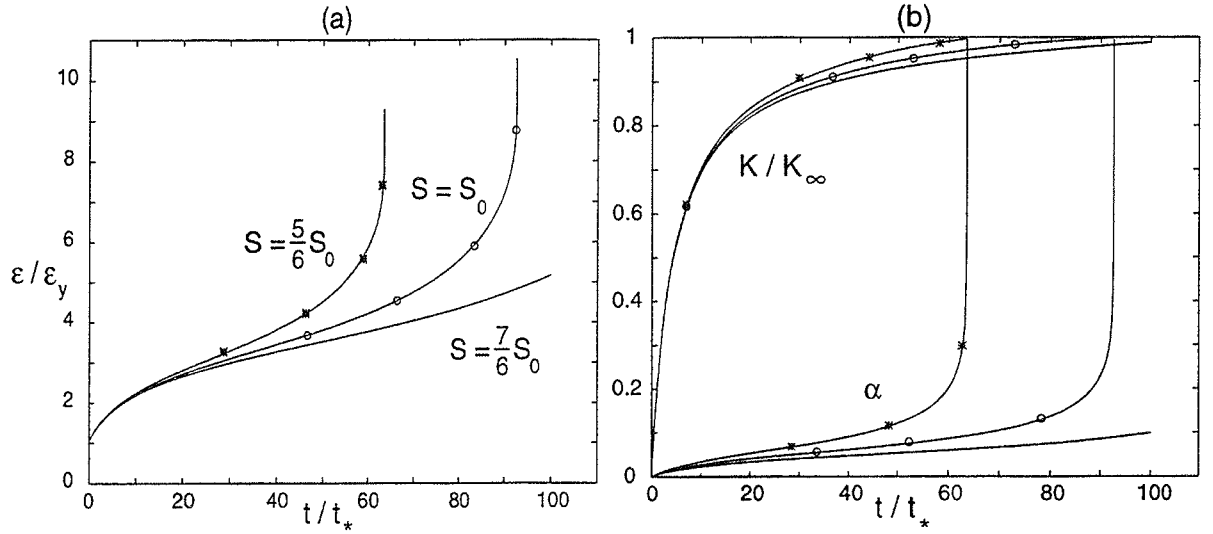 (a)
10
8
6
4
2
0
ε / ε_y
S = 5/6 S_0
S = S_0
S = 7/6 S_0
0 20 40 60 80 100
t / t_*
(b)
1
0.8
0.6
0.4
0.2
0
K / K_∞
α
0 20 40 60 80 100
t / t_*